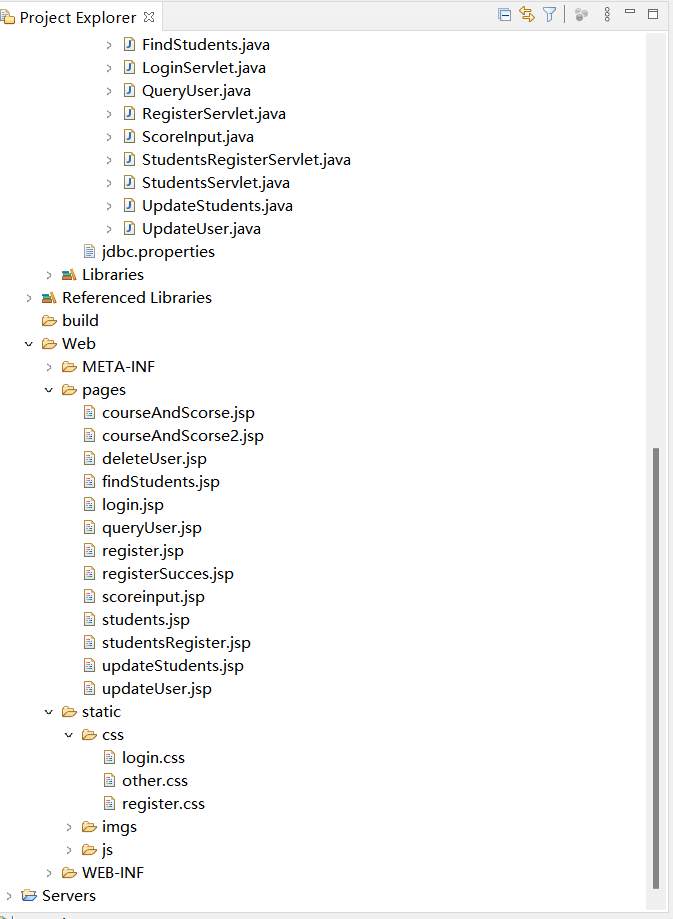 Project Explorer
FindStudents.java
LoginServlet.java
QueryUser.java
RegisterServlet.java
ScoreInput.java
StudentsRegisterServlet.java
StudentsServlet.java
UpdateStudents.java
UpdateUser.java
jdbc.properties
Libraries
Referenced Libraries
build
Web
META-INF
pages
courseAndScorse.jsp
courseAndScorse2.jsp
deleteUser.jsp
findStudents.jsp
login.jsp
queryUser.jsp
register.jsp
registerSucces.jsp
scoreinput.jsp
students.jsp
studentsRegister.jsp
updateStudents.jsp
updateUser.jsp
static
css
login.css
other.css
register.css
imgs
js
WEB-INF
Servers